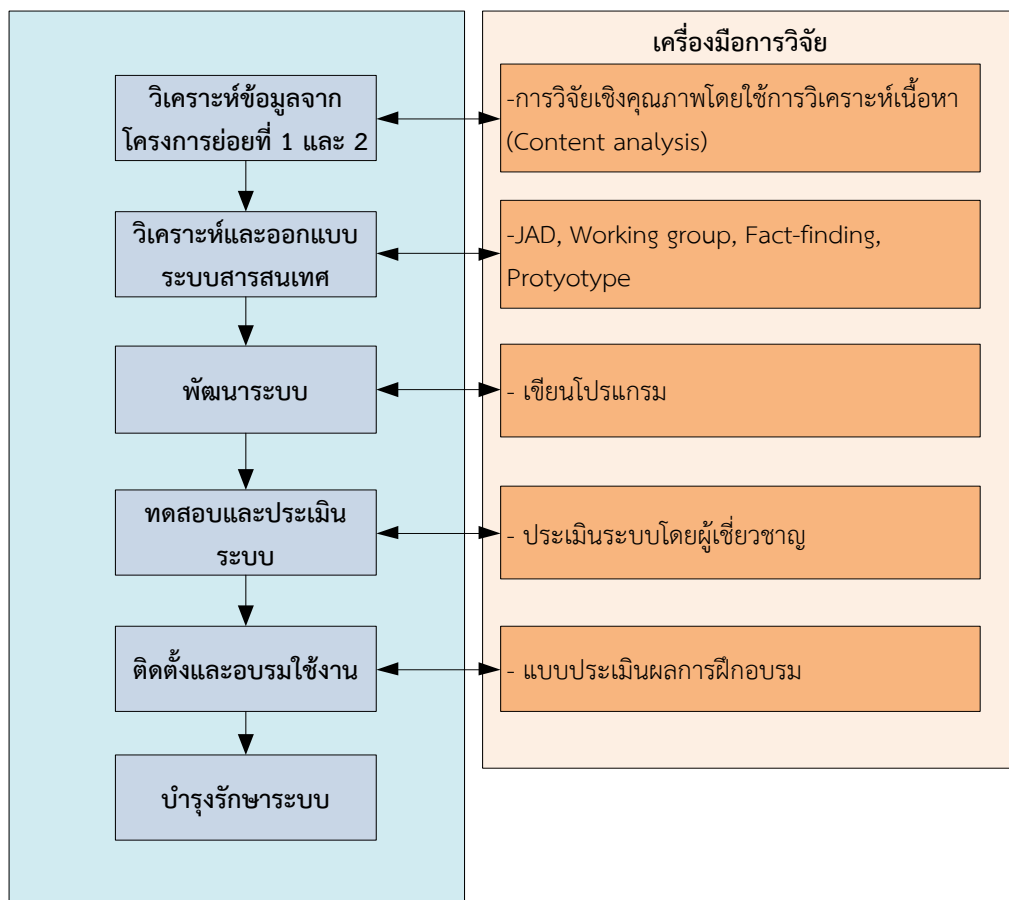 วิเคราะห์ข้อมูลจาก
โครงการย่อยที่ 1 และ 2
วิเคราะห์และออกแบบ
ระบบสารสนเทศ
พัฒนาระบบ
ทดสอบและประเมิน
ระบบ
ติดตั้งและอบรมใช้งาน
บำรุงรักษาระบบ
เครื่องมือการวิจัย
-การวิจัยเชิงคุณภาพโดยใช้การวิเคราะห์เนื้อหา
(Content analysis)
-JAD, Working group, Fact-finding,
Protyotype
- เขียนโปรแกรม
- ประเมินระบบโดยผู้เชี่ยวชาญ
- แบบประเมินผลการฝึกอบรม